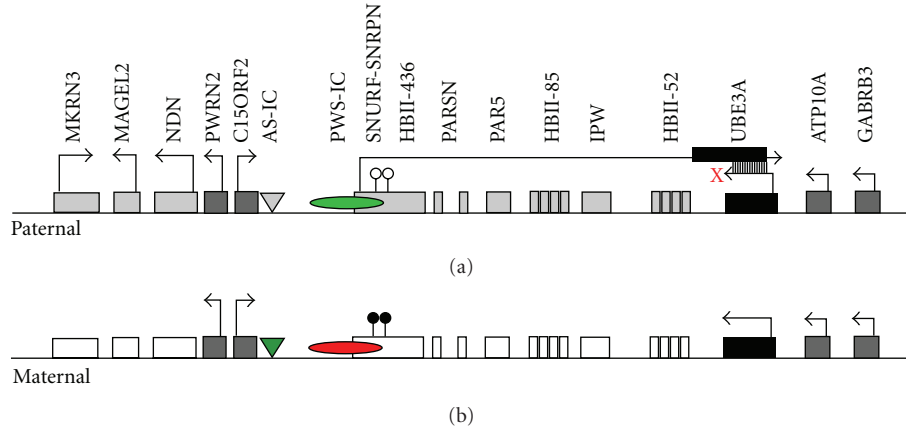 MKRN3
MAGEL2
NDN
PWRN2
C15ORF2
AS-IC
PWS-IC
SNURF-SNRPN
HBII-436
PARSN
PAR5
HBII-85
IPW
HBII-52
UBE3A
ATP10A
GABRB3
X
Paternal
(a)
Maternal
(b)